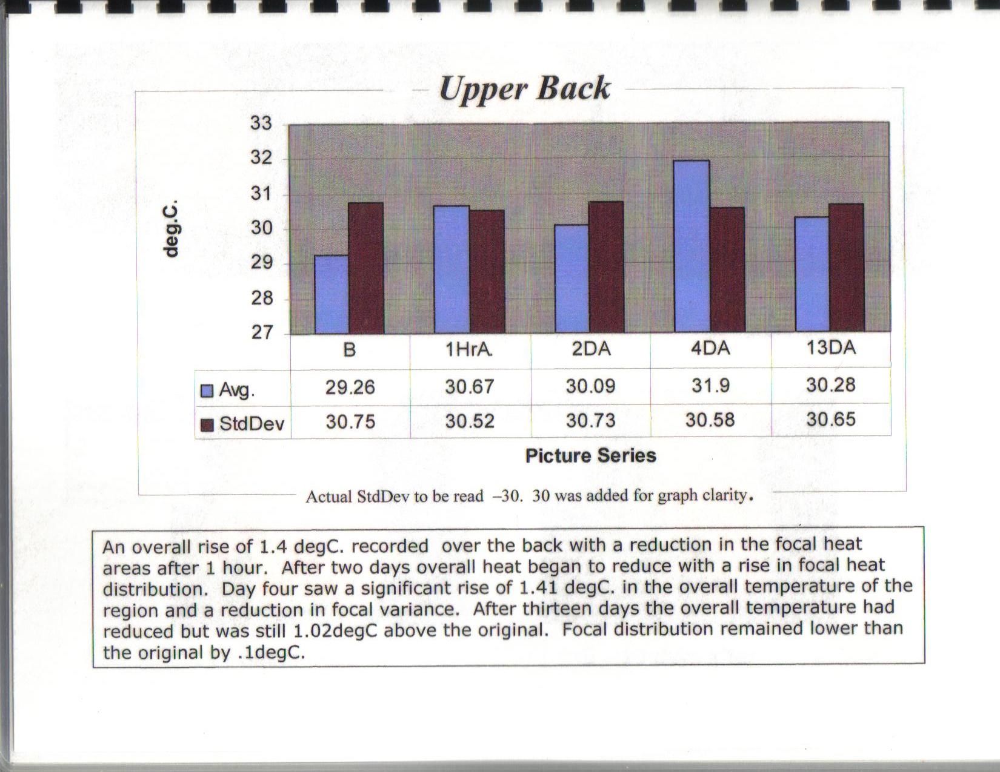 Upper Back
33
32
31
30
29
28
27
deg.C.
B 1HrA. 2DA 4DA 13DA
Avg. 29.26 30.67 30.09 31.9 30.28
StdDev 30.75 30.52 30.73 30.58 30.65
Picture Series
Actual StdDev to be read –30. 30 was added for graph clarity.
An overall rise of 1.4 degC. recorded over the back with a reduction in the focal heat
areas after 1 hour. After two days overall heat began to reduce with a rise in focal heat
distribution. Day four saw a significant rise of 1.41 degC. in the overall temperature of the
region and a reduction in focal variance. After thirteen days the overall temperature had
reduced but was still 1.02degC above the original. Focal distribution remained lower than
the original by .1degC.